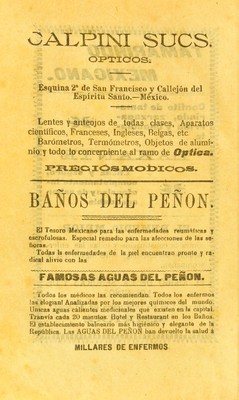 CALPINI SUCS.
OPTICOS.
Esquina 2ª de San Francisco y Callejón del
Espíritu Santo.—México.
Lentes y anteojos de todas clases, Aparatos
científicos, Franceses, Ingleses, Belgas, etc
Barómetros, Termómetros, Objetos de alumi-
nio y todo lo concerniente al ramo de Optica.
PRECIOS MODICOS.
BAÑOS DEL PEÑON.
El Tesoro Mexicano para las enfermedades reumáticas y
escrofulosas. Especial remedio para las afecciones de las se-
ñoras.
Todas la enfermedades de la piel encuentran pronto y ra-
dical alivio con las
FAMOSAS AGUAS DEL PEÑON.
Todos los médicos las recomiendan. Todos los enfermos
las elogian! Analizadas por los mejores químicos del mundo.
Unicas aguas calientes medicinales que existen en la capital.
Tranvía cada 20 minutos Hotel y Restaurant en los Baños.
El establecimiento balneario más higiénico y elegante de la
República. Las AGUAS DEL PEÑON han devuelto la salud á
MILLARES DE ENFERMOS